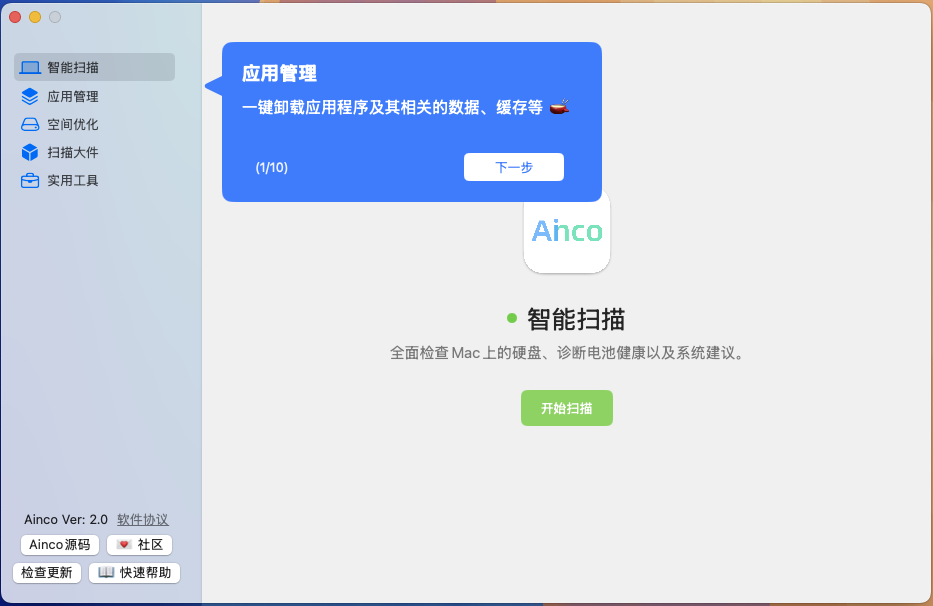 智能扫描
应用管理
空间优化
扫描大件
实用工具
应用管理
一键卸载应用程序及其相关的数据、缓存等
(1/10)
下一步
Ainco
智能扫描
全面检查Mac上的硬盘、诊断电池健康以及系统建议。
开始扫描
Ainco Ver: 2.0 软件协议
Ainco源码 社区
检查更新 快速帮助